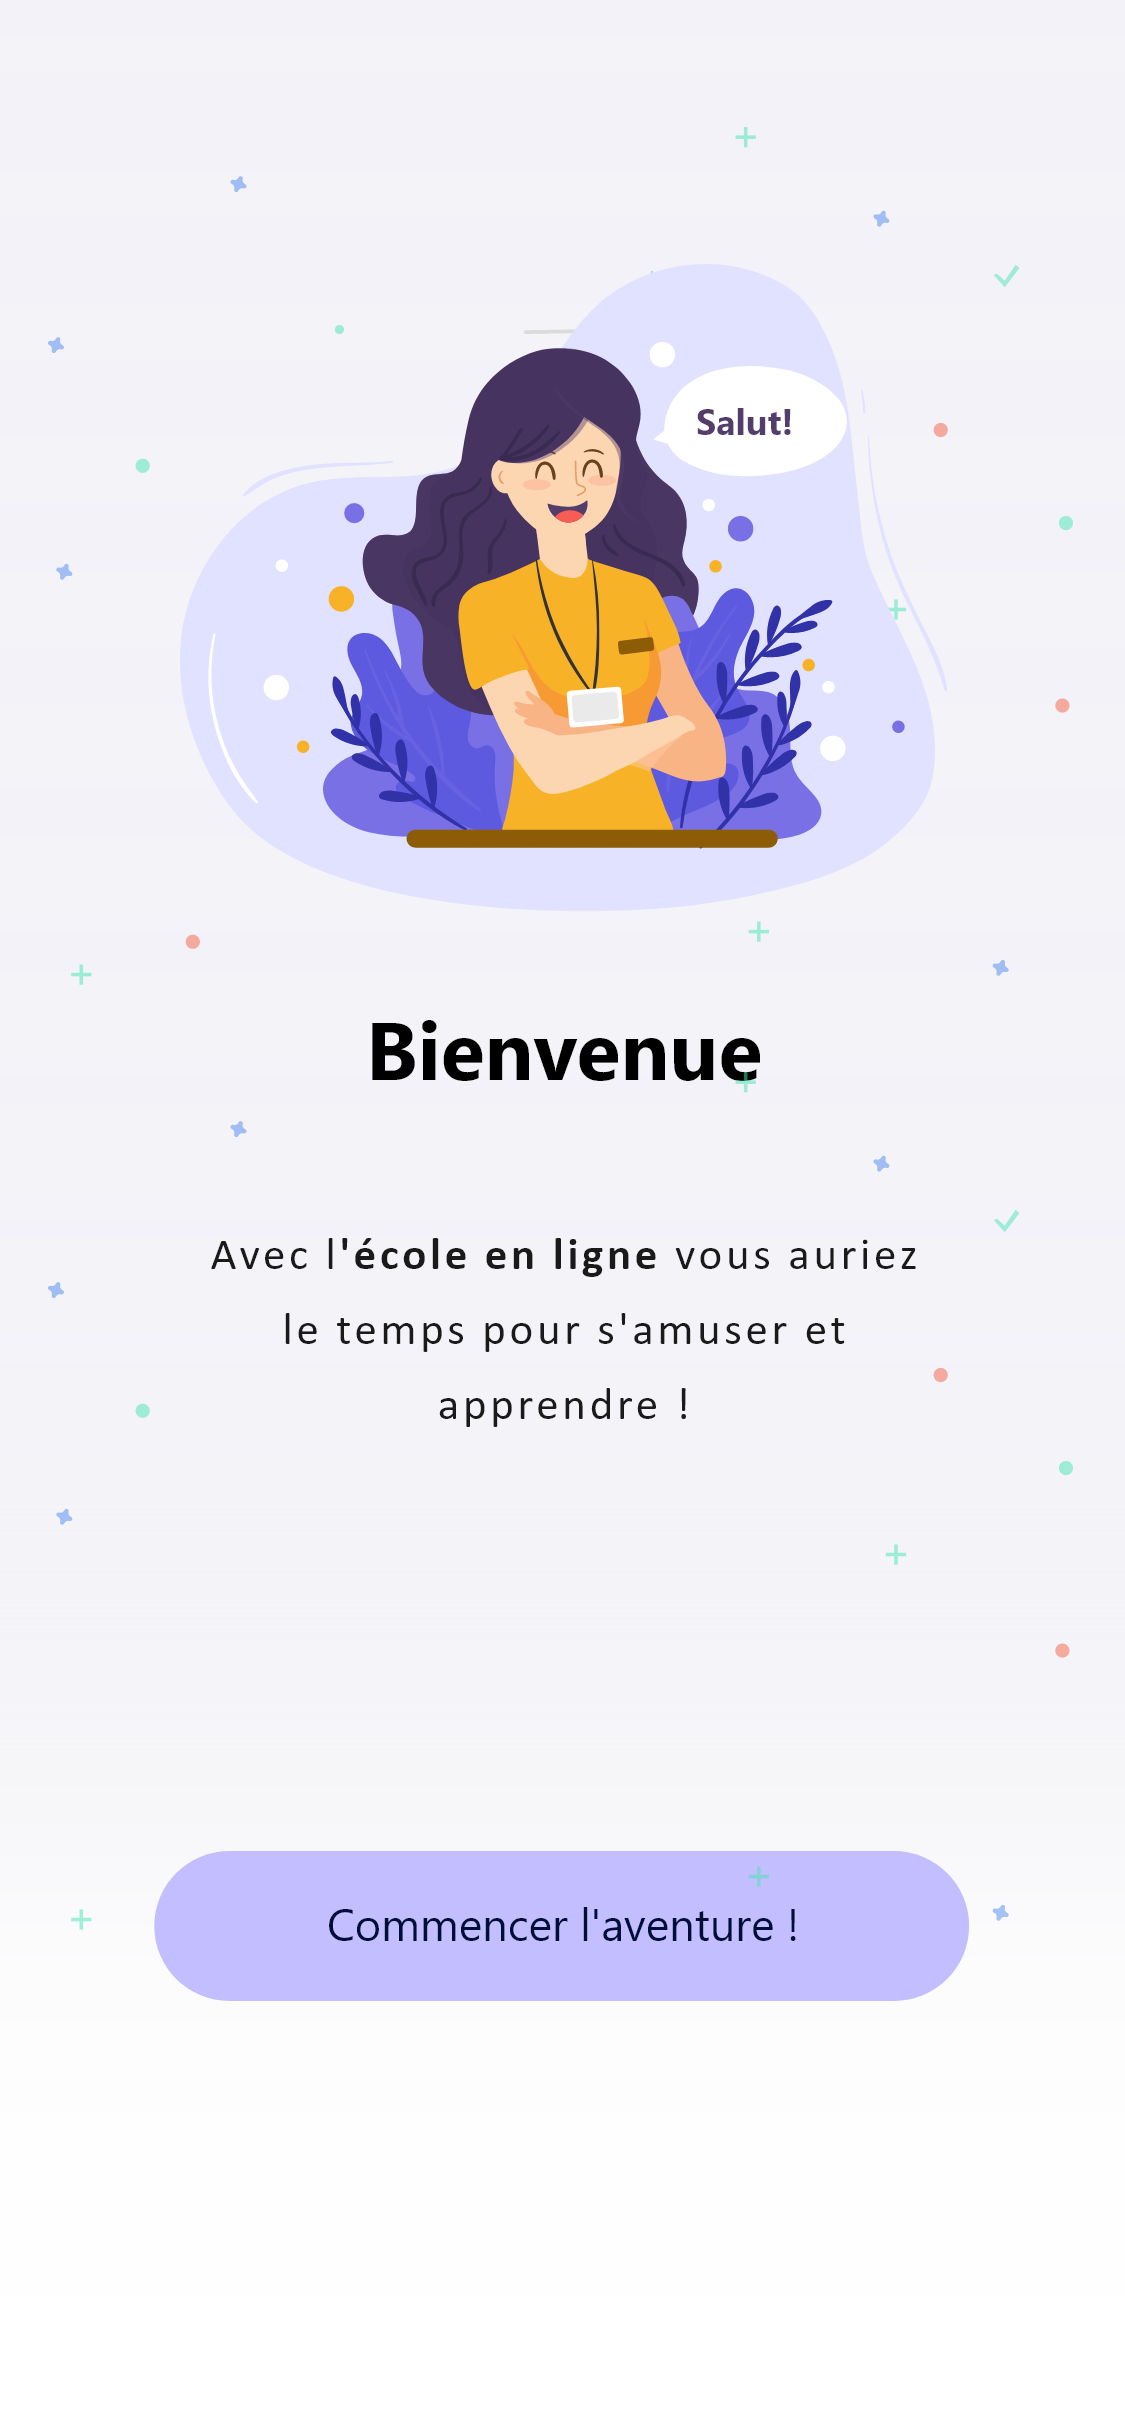 Salut!
Bienvenue
Avec l'école en ligne vous auriez
le temps pour s'amuser et
apprendre !
Commencer l'aventure !